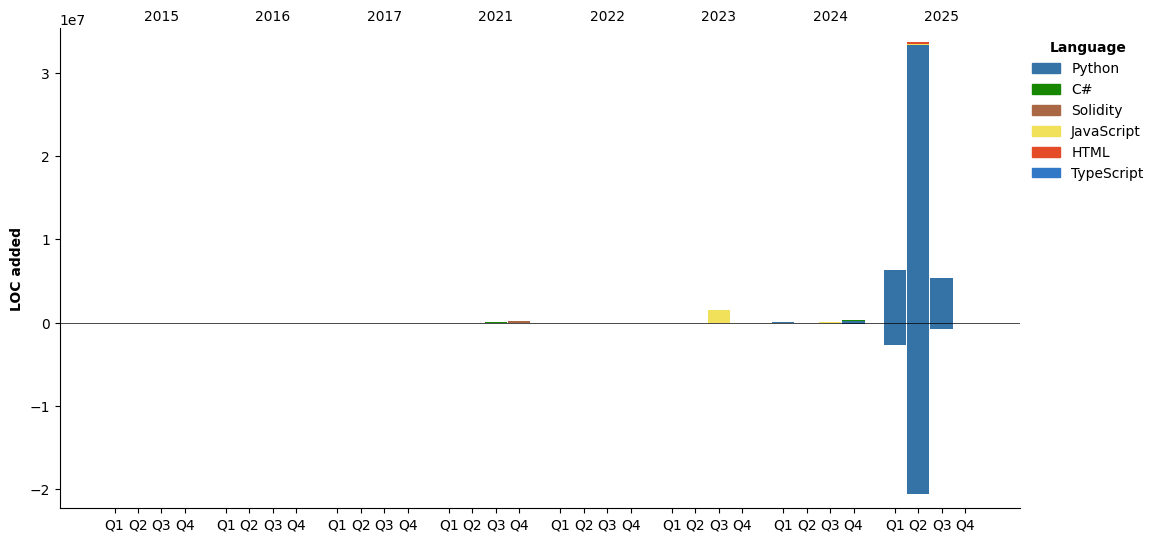 1e7
2015 2016 2017 2021 2022 2023 2024 2025
Language
Python
C#
Solidity
JavaScript
HTML
TypeScript
3
2
1
0
−1
−2
LOC added
Q1 Q2 Q3 Q4 Q1 Q2 Q3 Q4 Q1 Q2 Q3 Q4 Q1 Q2 Q3 Q4 Q1 Q2 Q3 Q4 Q1 Q2 Q3 Q4 Q1 Q2 Q3 Q4 Q1 Q2 Q3 Q4